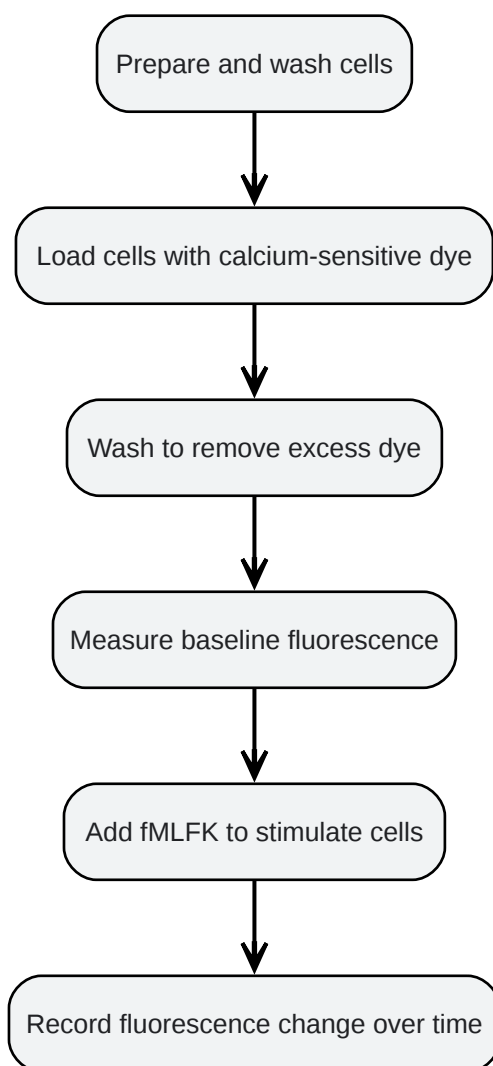 Prepare and wash cells
Load cells with calcium-sensitive dye
Wash to remove excess dye
Measure baseline fluorescence
Add fMLFK to stimulate cells
Record fluorescence change over time